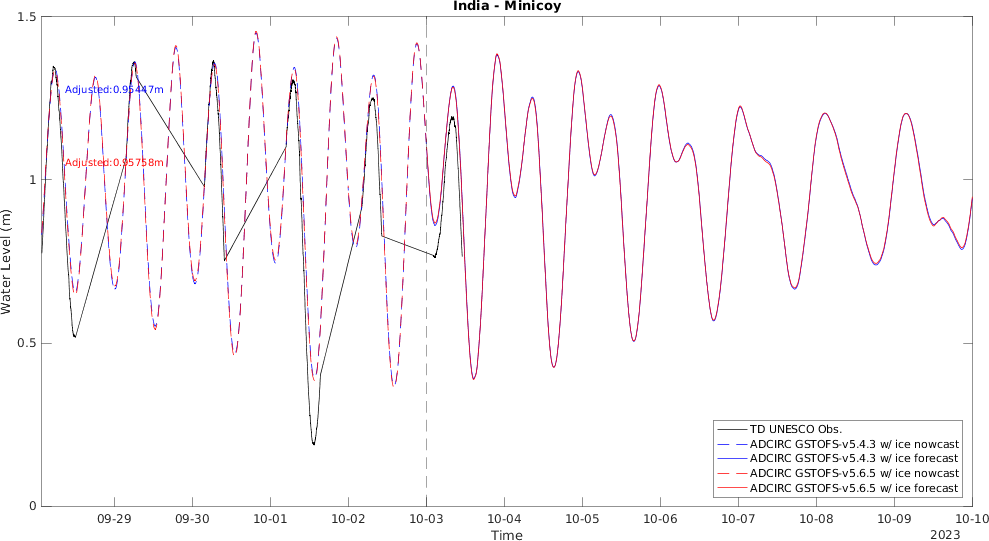 India - Minicoy
1.5
1
0.5
0
Water Level (m)
Adjusted:0.95447m
Adjusted:0.95758m
TD UNESCO Obs.
ADCIRC GSTOFS-v5.4.3 w/ ice nowcast
ADCIRC GSTOFS-v5.4.3 w/ ice forecast
ADCIRC GSTOFS-v5.6.5 w/ ice nowcast
ADCIRC GSTOFS-v5.6.5 w/ ice forecast
09-29 09-30 10-01 10-02 10-03 10-04 10-05 10-06 10-07 10-08 10-09 10-10
Time
2023